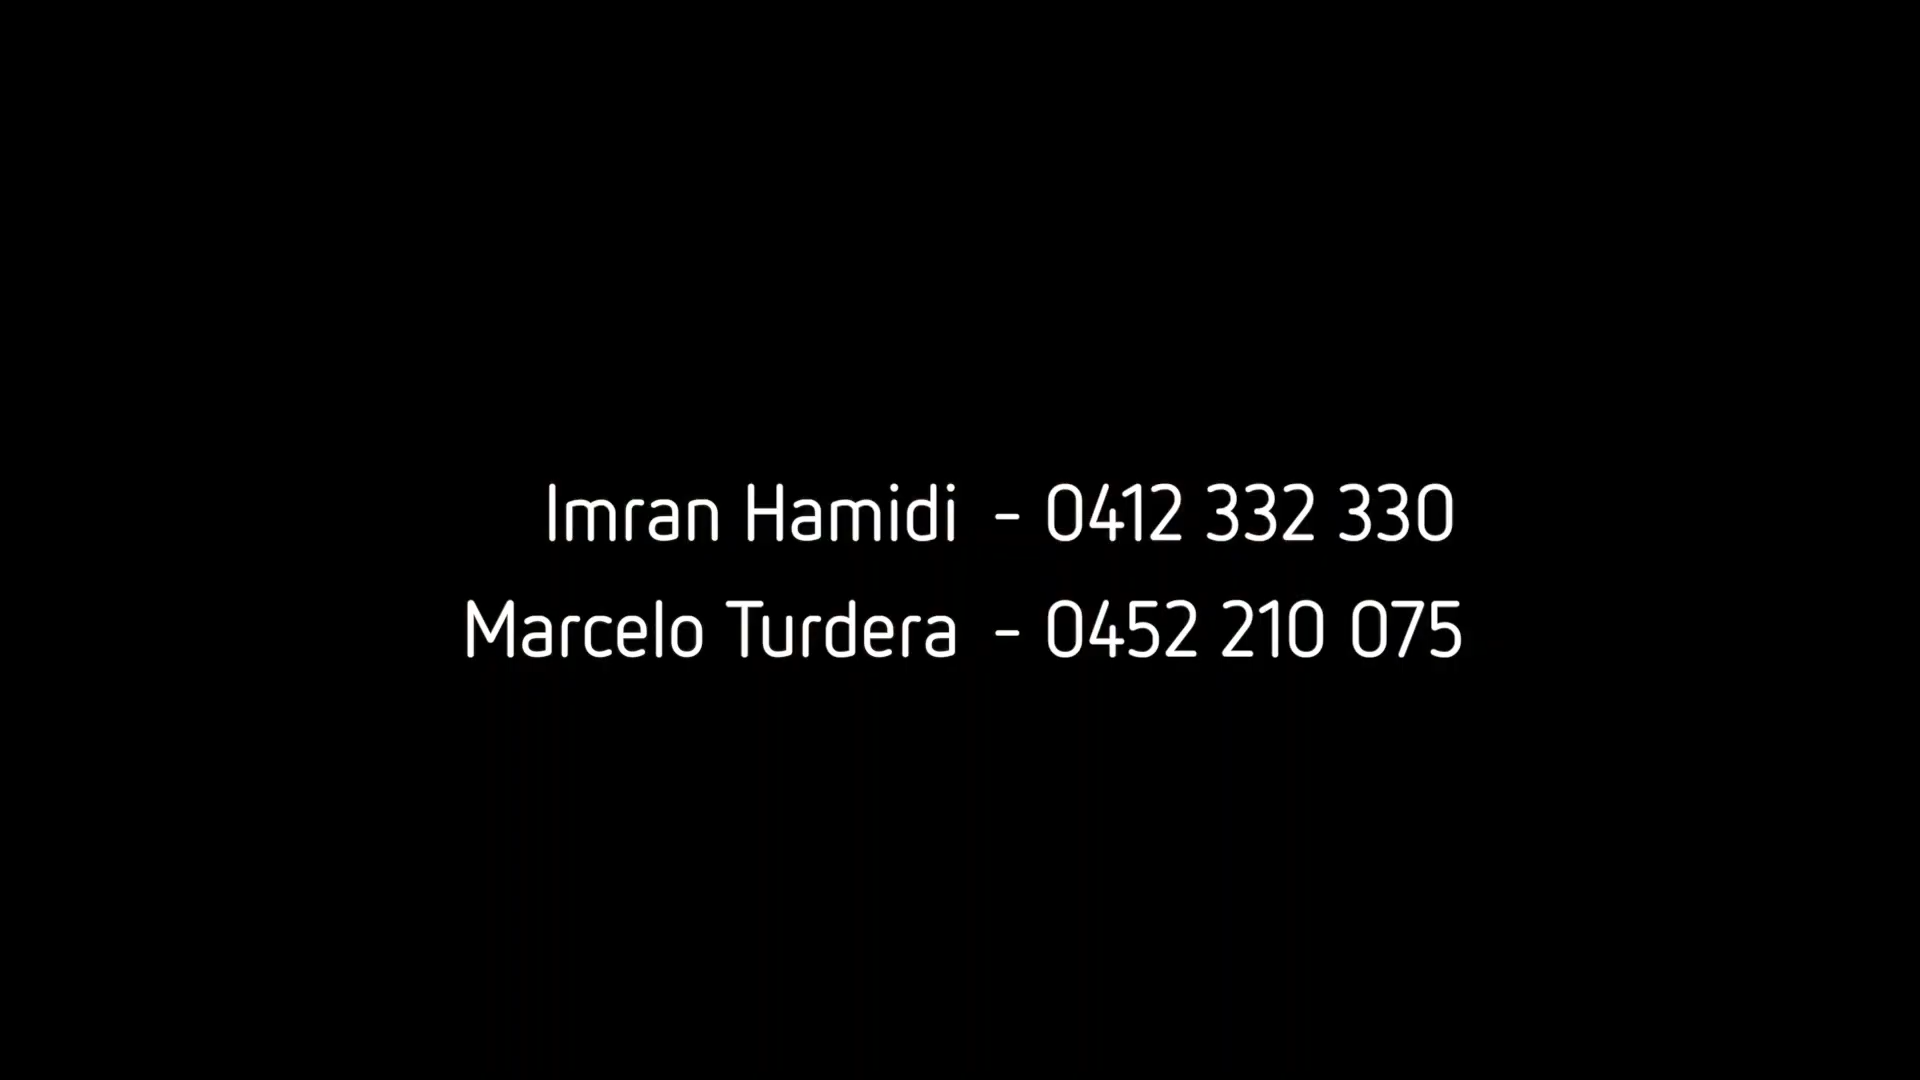 Imran Hamidi - 0412 332 330
Marcelo Turdera - 0452 210 075